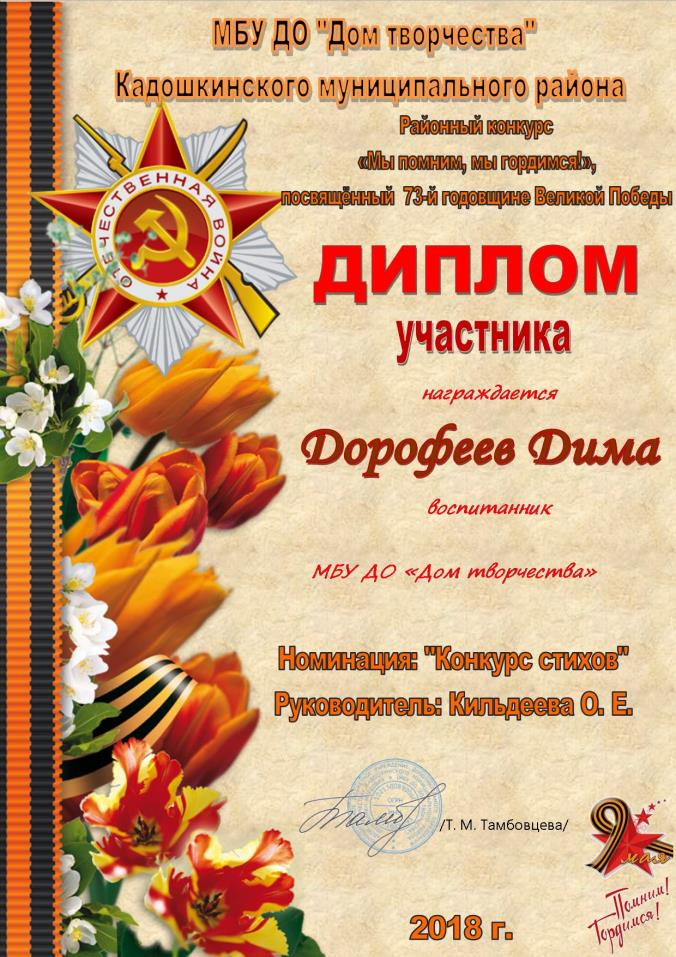 МБУ ДО "Дом творчества"
Кадошкинского муниципального района
Районный конкурс
«Мы помним, мы гордимся!»,
посвящённый 73-й годовщине Великой Победы
ОТЕЧЕСТВЕННАЯ ВОЙНА
ДИПЛОМ
участника
награждается
Дорофеев Дима
воспитанник
МБУ ДО «Дом творчества»
Номинация: "Конкурс стихов"
Руководитель: Кильдеева О. Е.
/Т. М. Тамбовцева/
9 мая
Помним!
Гордимся!
2018 г.